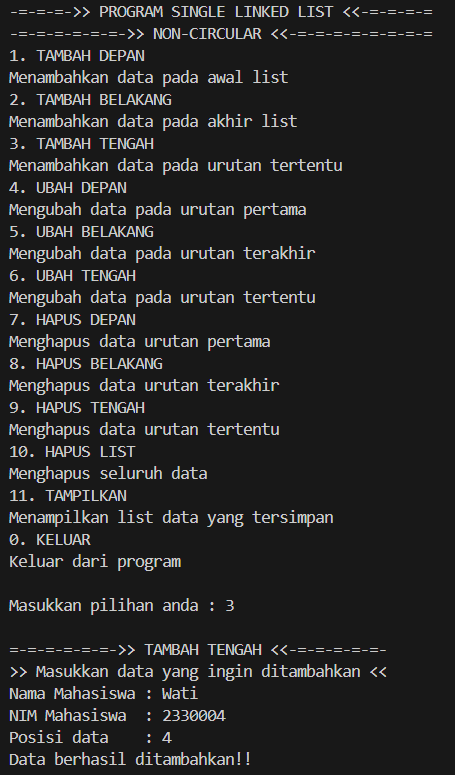 -=-=-=->> PROGRAM SINGLE LINKED LIST <<-=-=-=-=
-=-=-=-=-=-=->> NON-CIRCULAR <<-=-=-=-=-=-=-=-=
1. TAMBAH DEPAN
Menambahkan data pada awal list
2. TAMBAH BELAKANG
Menambahkan data pada akhir list
3. TAMBAH TENGAH
Menambahkan data pada urutan tertentu
4. UBAH DEPAN
Mengubah data pada urutan pertama
5. UBAH BELAKANG
Mengubah data pada urutan terakhir
6. UBAH TENGAH
Mengubah data pada urutan tertentu
7. HAPUS DEPAN
Menghapus data urutan pertama
8. HAPUS BELAKANG
Menghapus data urutan terakhir
9. HAPUS TENGAH
Menghapus data urutan tertentu
10. HAPUS LIST
Menghapus seluruh data
11. TAMPILKAN
Menampilkan list data yang tersimpan
0. KELUAR
Keluar dari program
Masukkan pilihan anda : 3
=-=-=-=-=-=->> TAMBAH TENGAH <<-=-=-=-=-=-
>> Masukkan data yang ingin ditambahkan <<
Nama Mahasiswa : Wati
NIM Mahasiswa  : 2330004
Posisi data    : 4
Data berhasil ditambahkan!!